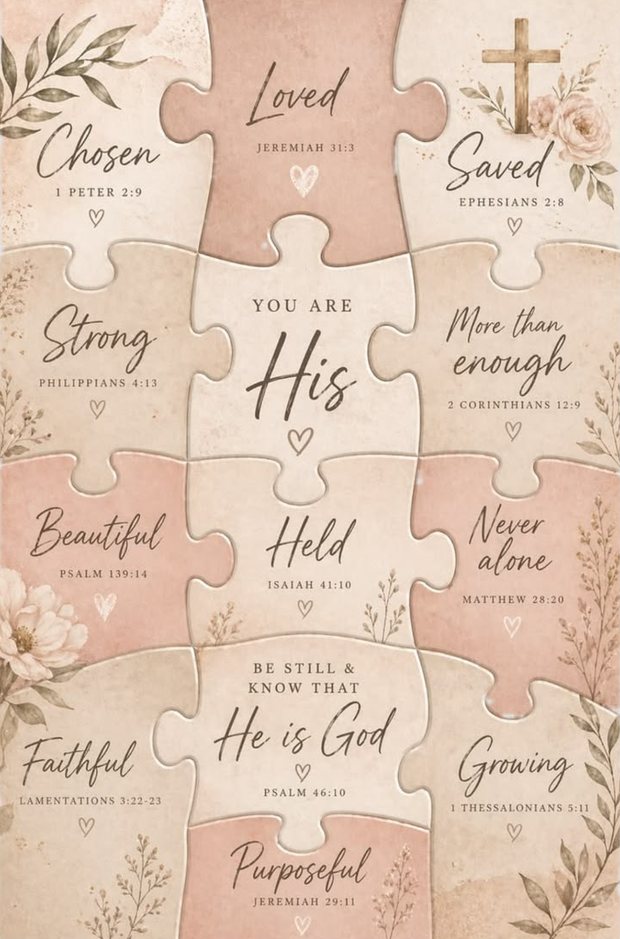 Chosen
1 PETER 2:9
Loved
JEREMIAH 31:3
Saved
EPHESIANS 2:8
Strong
PHILIPPIANS 4:13
YOU ARE
His
More than
enough
2 CORINTHIANS 12:9
Beautiful
PSALM 139:14
Held
ISAIAH 41:10
Never
alone
MATTHEW 28:20
Faithful
LAMENTATIONS 3:22-23
BE STILL &
KNOW THAT
He is God
PSALM 46:10
Growing
1 THESSALONIANS 5:11
Purposeful
JEREMIAH 29:11